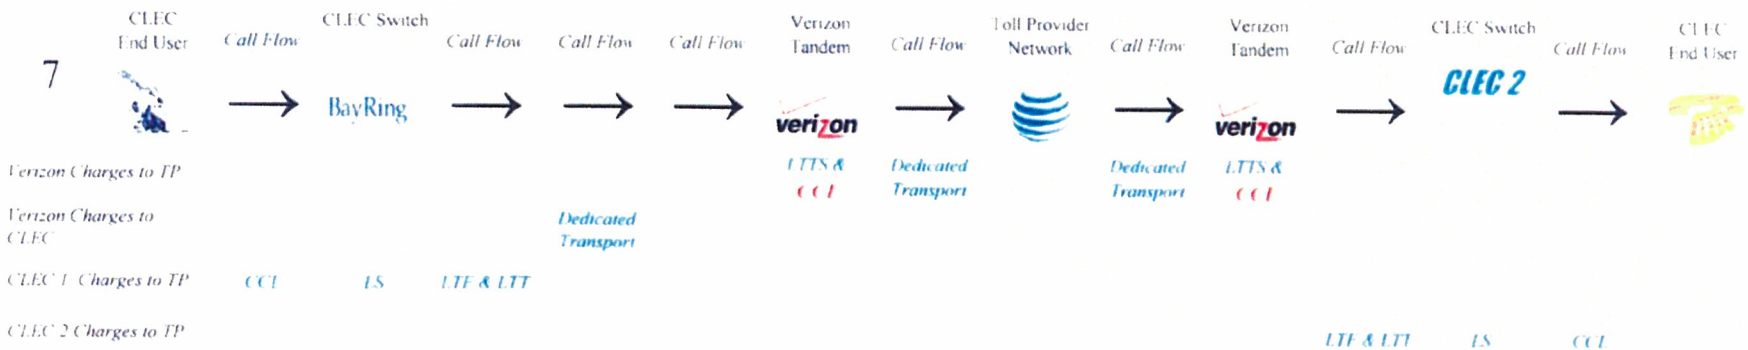 CLEC
End User
Call Flow
CLEC Switch
Call Flow
Call Flow
Call Flow
Verizon
Tandem
Call Flow
Toll Provider
Network
Call Flow
Verizon
Tandem
Call Flow
CLEC Switch
Call Flow
CLEC
End User
7
BayRing
verizon
verizon
CLEC 2
Verizon Charges to TP
LTTS &
CCL
Dedicated
Transport
Dedicated
Transport
LTTS &
CCL
Verizon Charges to
CLEC
Dedicated
Transport
CLEC 1 Charges to TP
CCL
LS
LTF & LTT
CLEC 2 Charges to TP
LTF & LTT
LS
CCL